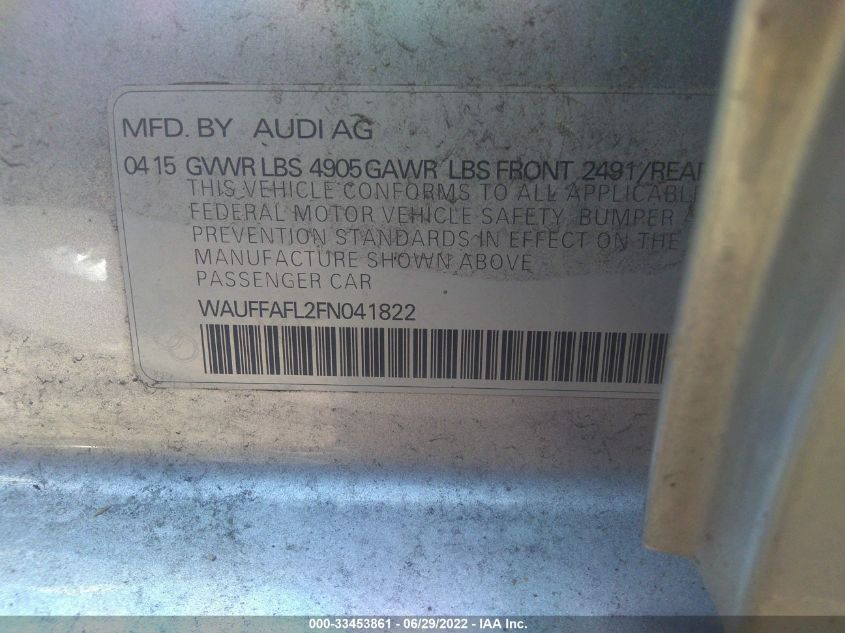 MFD. BY AUDI AG
04 15 GVWR LBS 4905 GAWR LBS FRONT 2491/REAR
THIS VEHICLE CONFORMS TO ALL APPLICABLE
FEDERAL MOTOR VEHICLE SAFETY, BUMPER A
PREVENTION STANDARDS IN EFFECT ON THE
MANUFACTURE SHOWN ABOVE
PASSENGER CAR
WAUFFAFL2FN041822
000-33453861 - 06/29/2022 - IAA Inc.